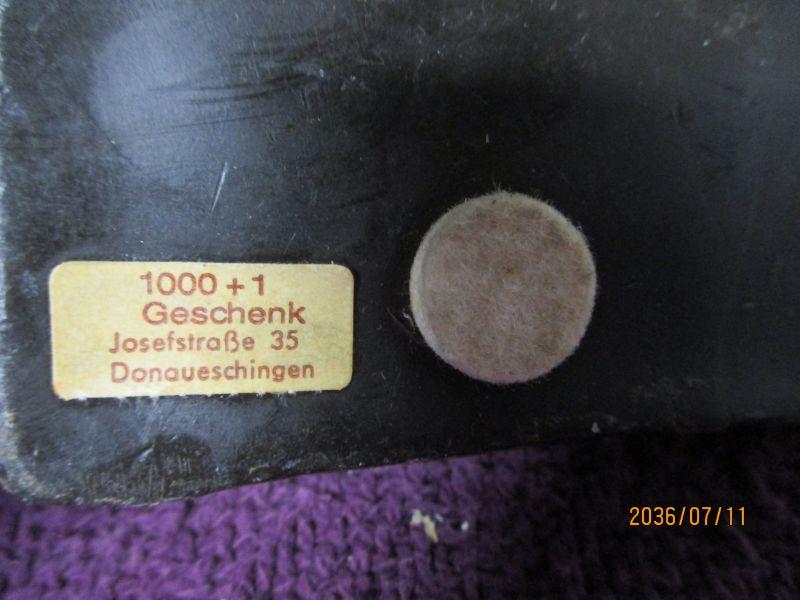 1000 + 1
Geschenk
Josefstraße 35
Donaueschingen
2036/07/11